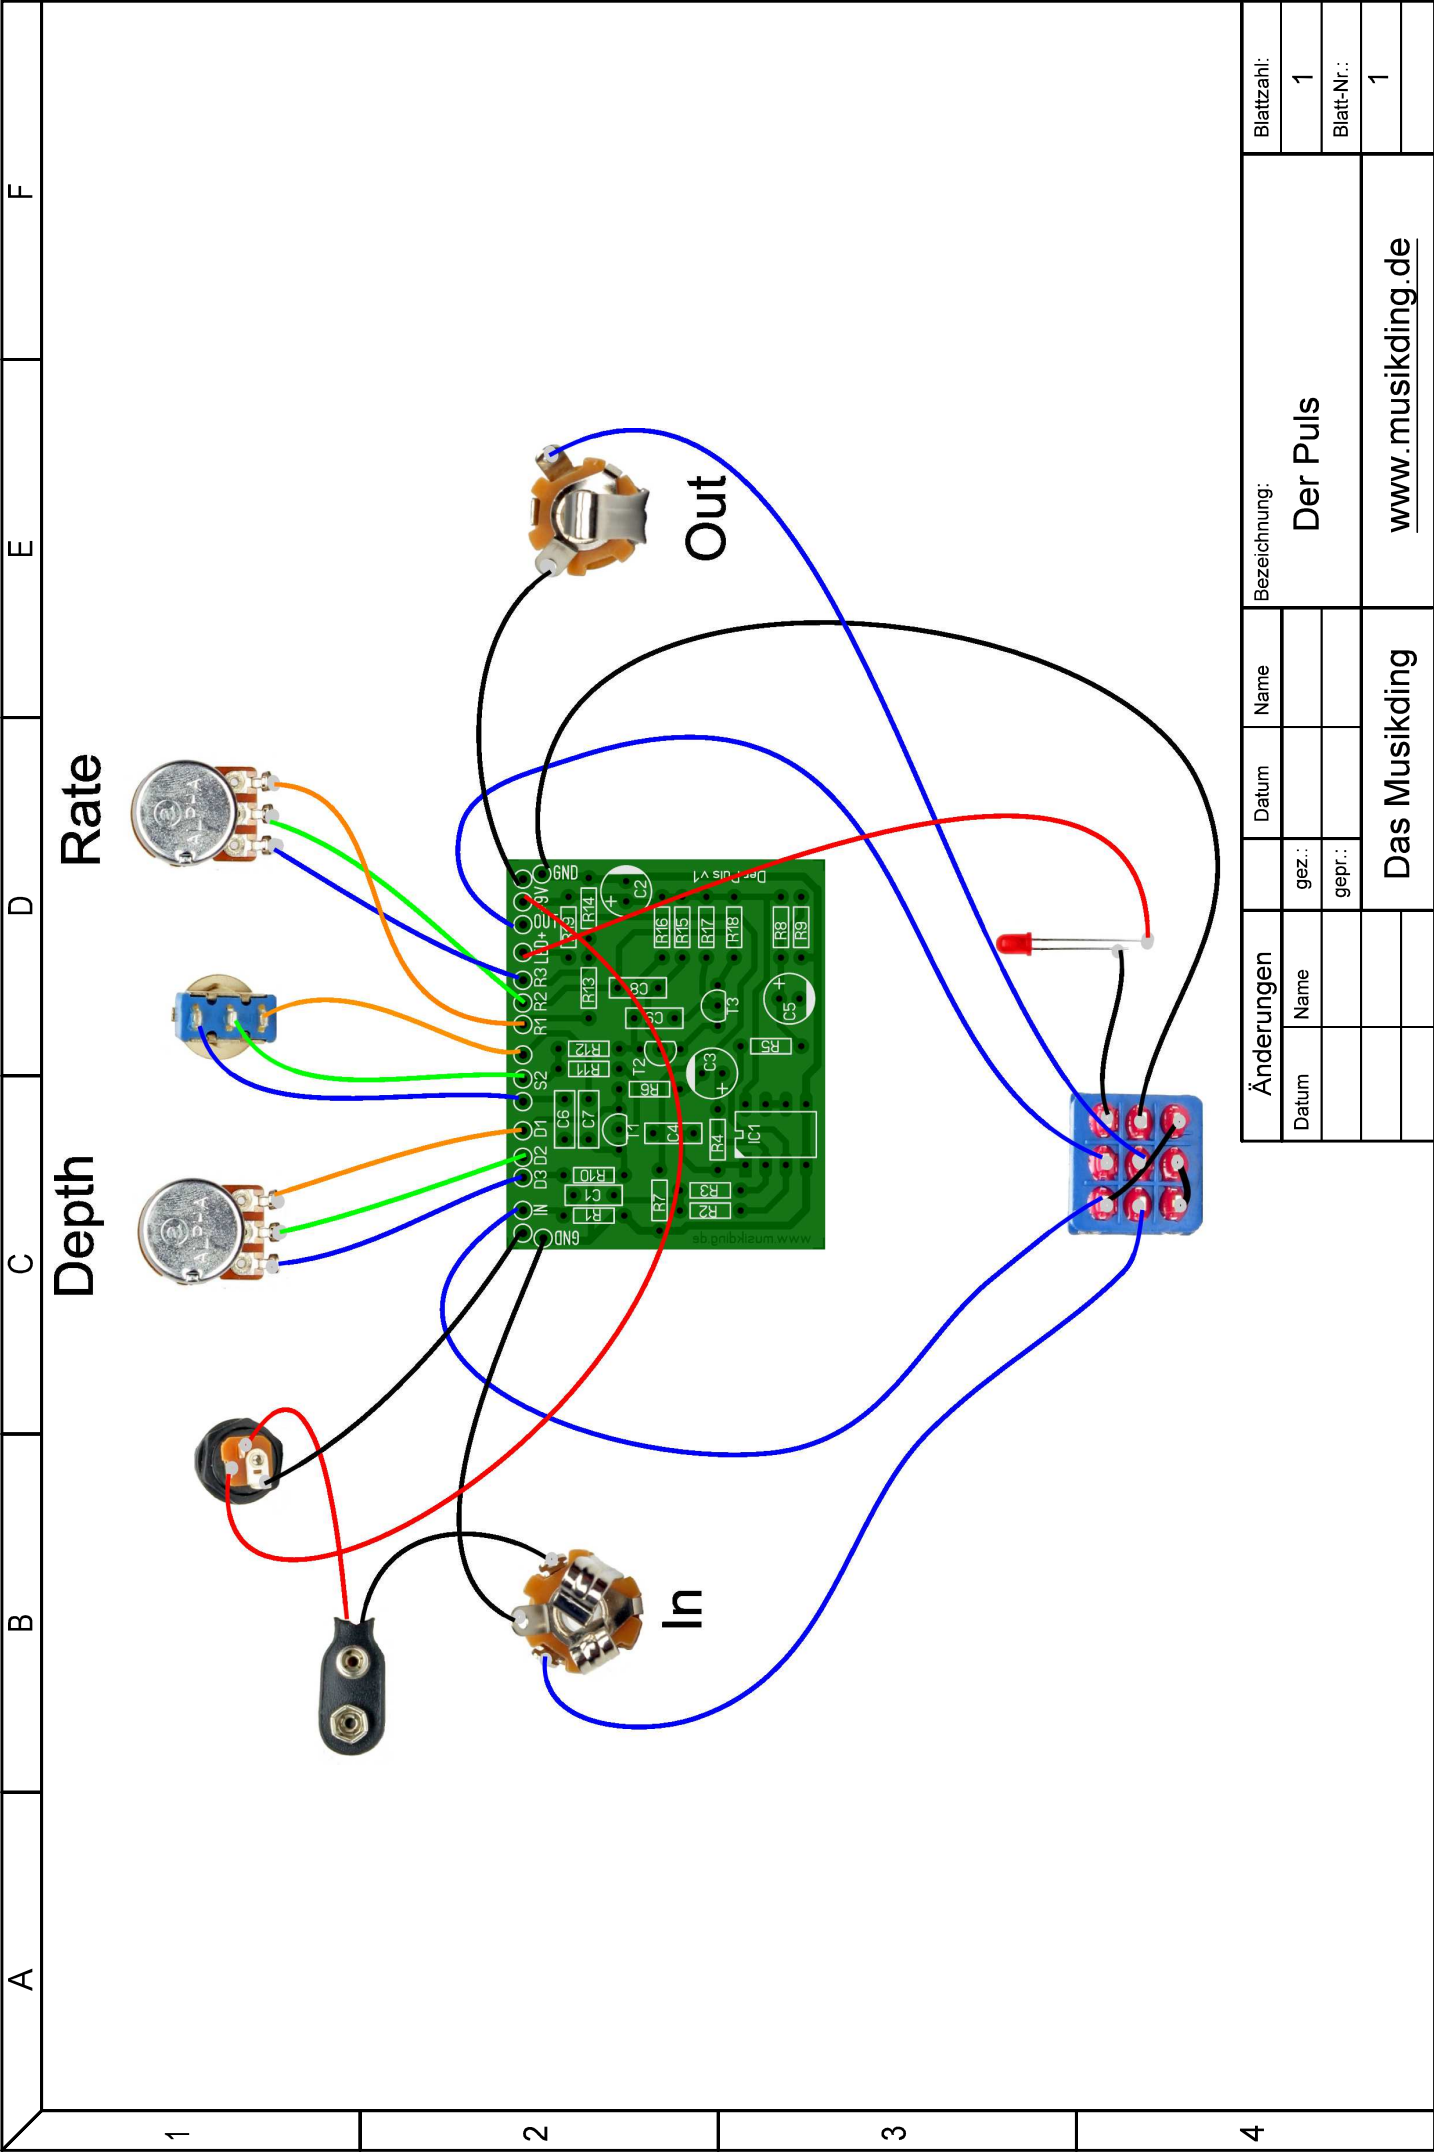 A
B
C
D
E
F
1
2
3
4
Depth
Rate
In
Out
GND
IN
D3
D2
D1
S2
R1
R2
R3
LED+
9V
GND
R1
C1
R10
C6
C7
R11
R12
R13
R14
C2
T1
R6
T2
C8
R7
C4
C3
T3
R16
R15
R17
R18
R2
R3
R4
IC1
R5
C5
R8
R9
www.musikding.de
Der Puls v1
Änderungen
Datum
Name
Datum
Name
gez.:
gepr.:
Das Musikding
Bezeichnung:
Der Puls
www.musikding.de
Blattzahl:
1
Blatt-Nr.:
1